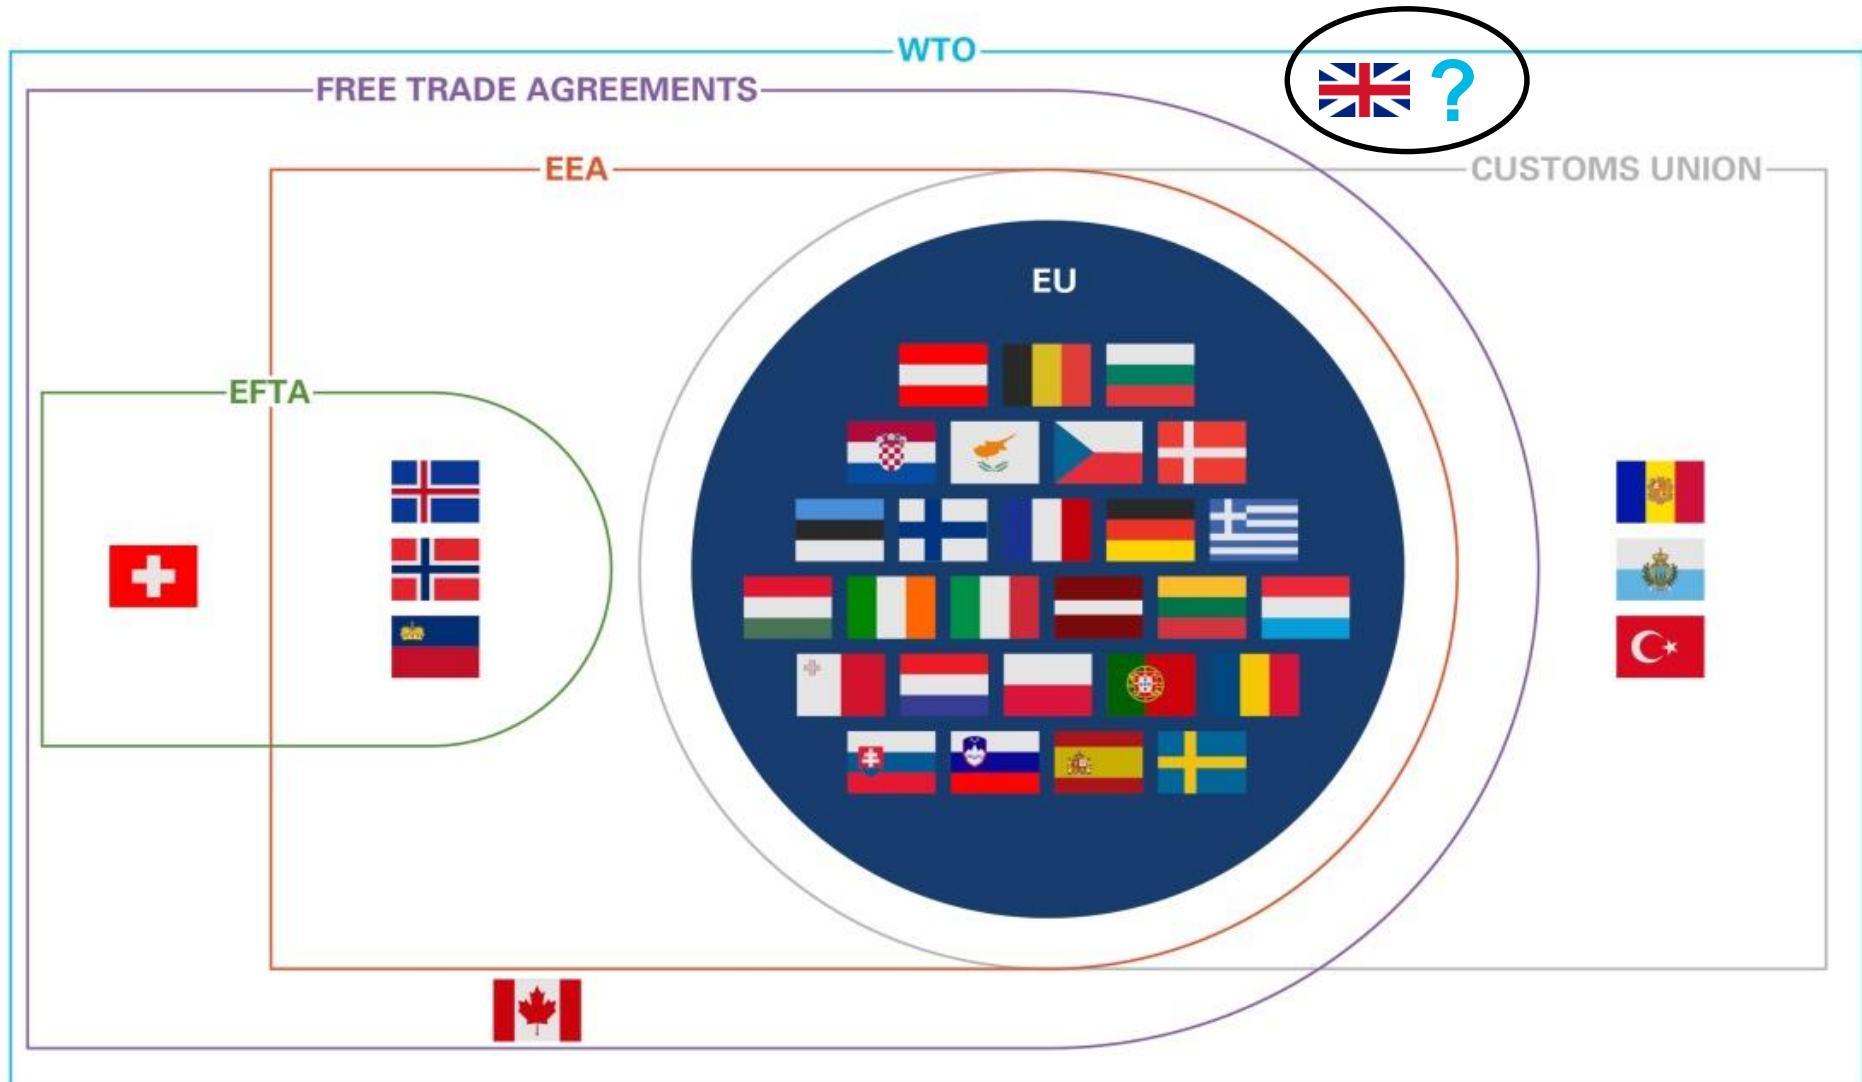 WTO
?
FREE TRADE AGREEMENTS
EEA
CUSTOMS UNION
EU
EFTA